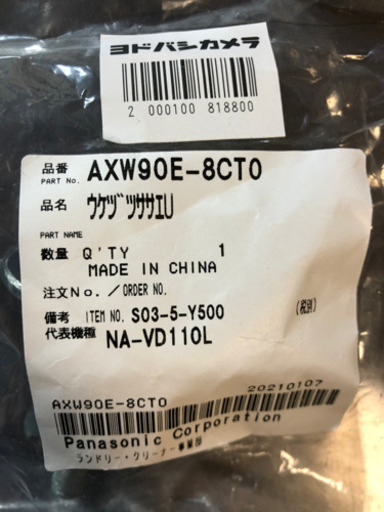 ヨドバシカメラ
2 000100 818800
品番 AXW90E-8CT0
PART No.
品名 ウケヅツササエU
PART NAME
数量 Q'TY 1
MADE IN CHINA
注文No./ORDER NO.
備考 ITEM NO. S03-5-Y500 (税別)
代表機種 NA-VD110L
AXW90E-8CT0 20210107
Panasonic Corporation
ランドリー・クリーナー事業部